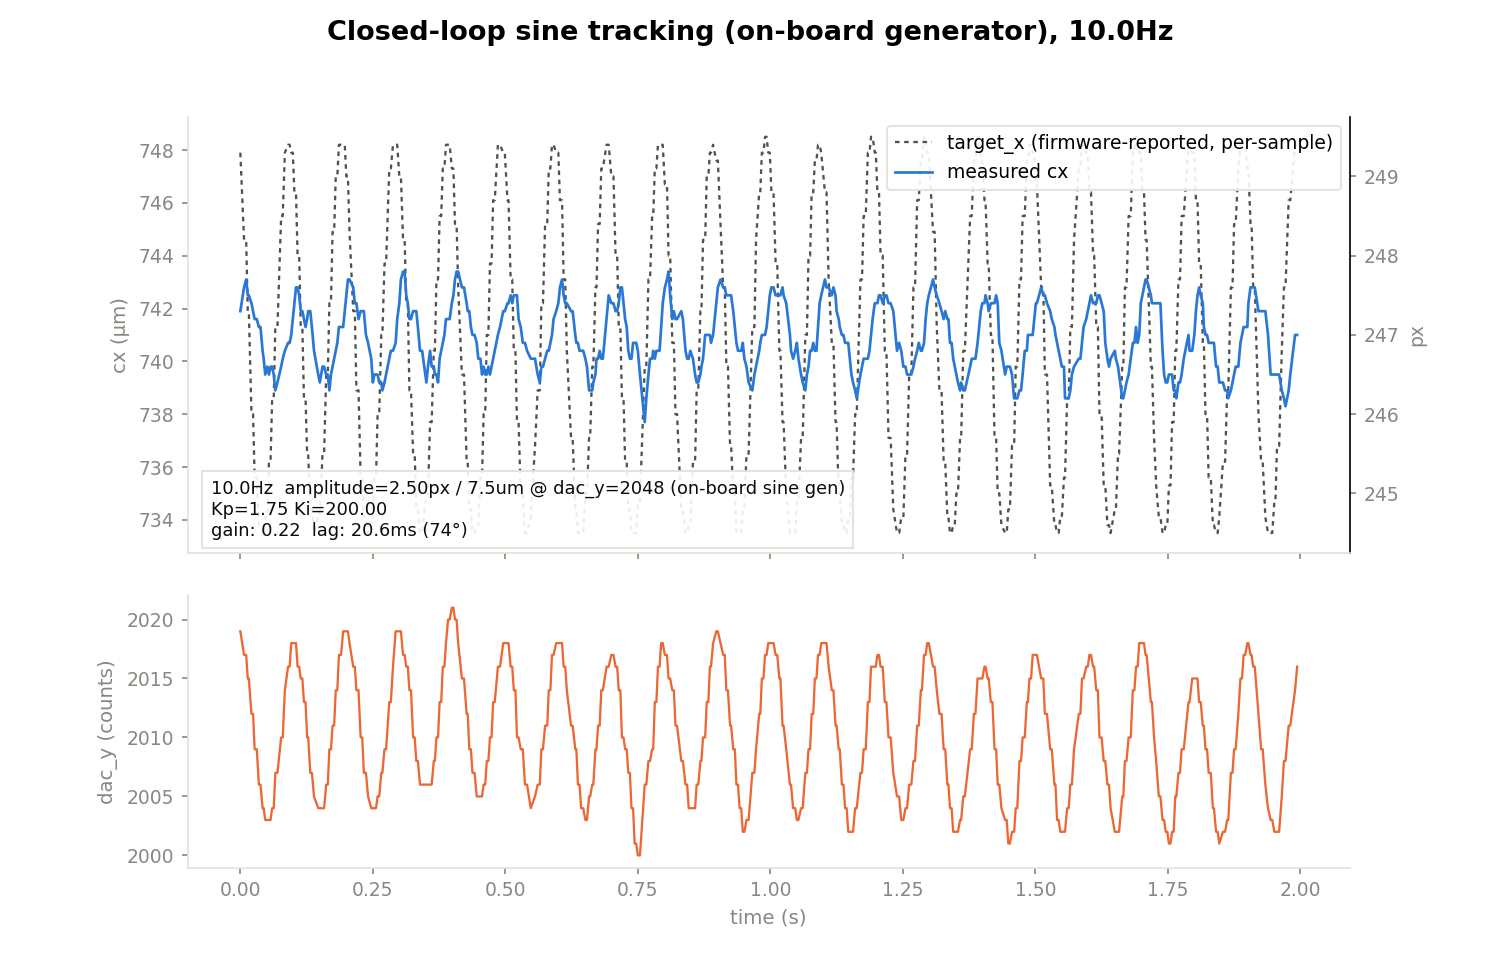 Closed-loop sine tracking (on-board generator), 10.0Hz
target_x (firmware-reported, per-sample)
measured cx
748
746
744
742
740
738
736
734
cx (µm)
249
248
247
246
245
px
10.0Hz  amplitude=2.50px / 7.5um @ dac_y=2048 (on-board sine gen)
Kp=1.75 Ki=200.00
gain: 0.22  lag: 20.6ms (74°)
2020
2015
2010
2005
2000
dac_y (counts)
0.00 0.25 0.50 0.75 1.00 1.25 1.50 1.75 2.00
time (s)